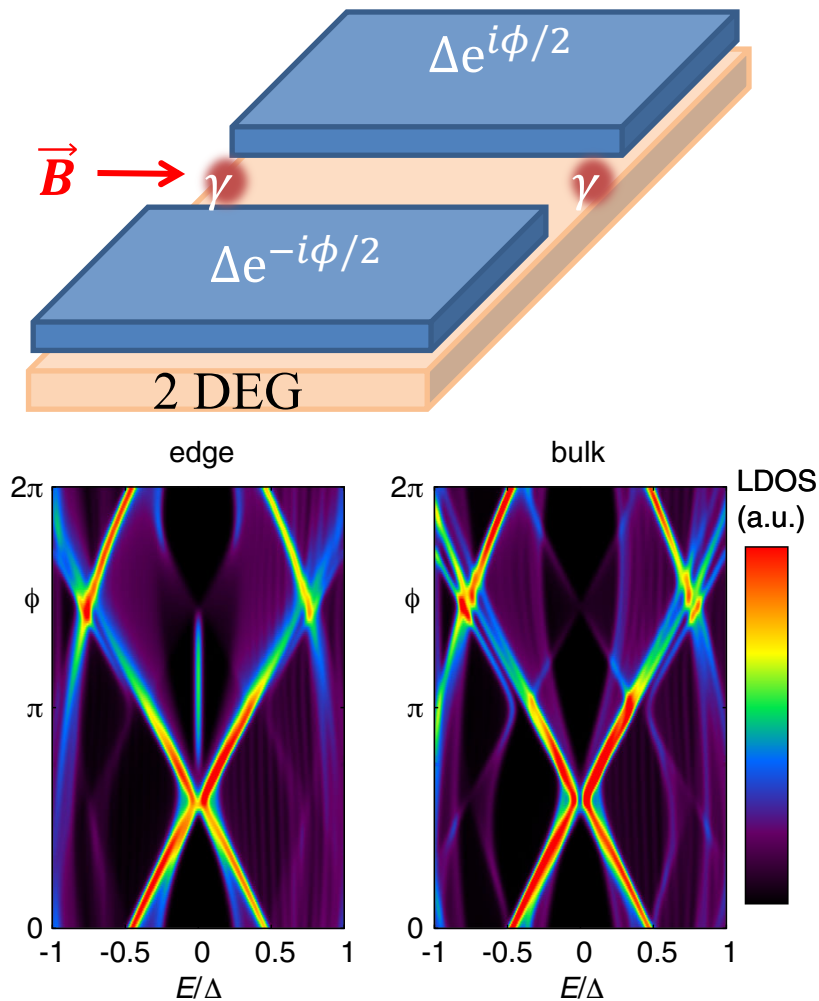 Δe^{iϕ/2}
B⃗
γ γ
Δe^{−iϕ/2}
2 DEG
edge bulk
LDOS
(a.u.)
2π 2π
ϕ ϕ
π π
0 0
-1 -0.5 0 0.5 1 -1 -0.5 0 0.5 1
E/Δ E/Δ